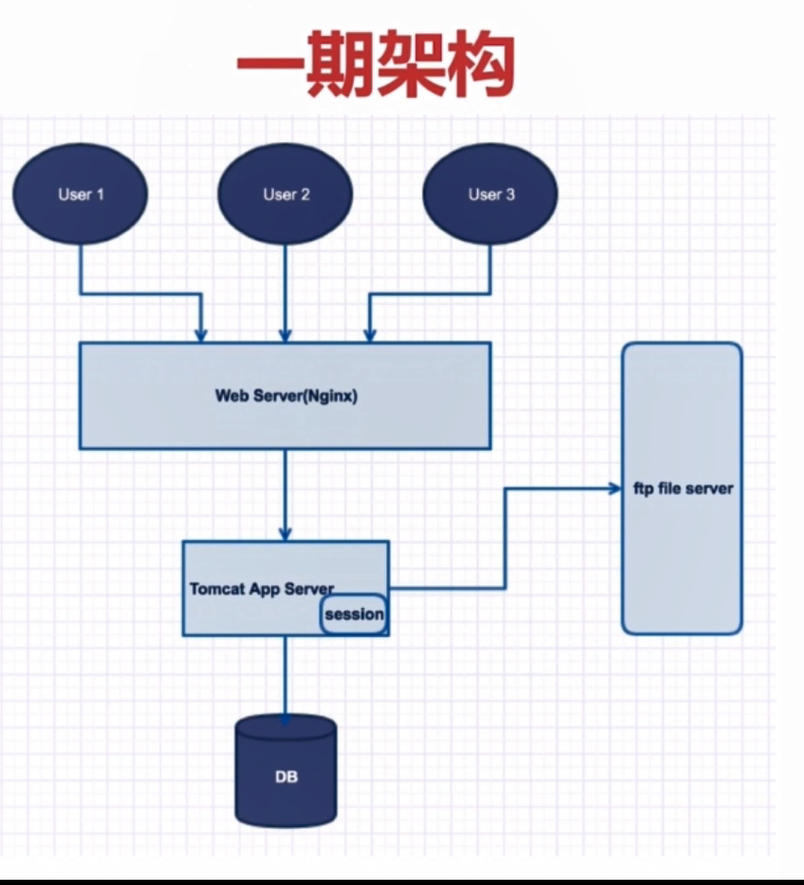 一期架构
User 1
User 2
User 3
Web Server(Nginx)
ftp file server
Tomcat App Server
session
DB